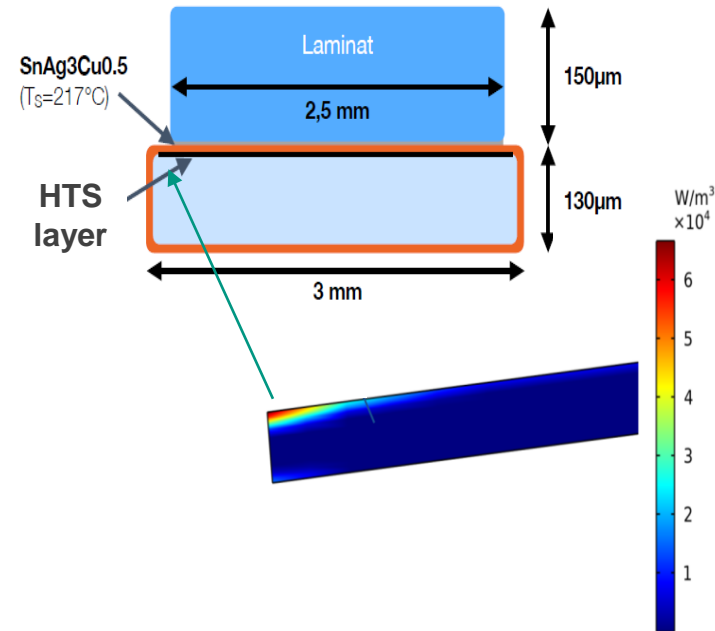 Laminat
SnAg3Cu0.5
(TS=217°C)
150µm
2,5 mm
HTS
layer
130µm
3 mm
W/m³
×10⁴
6
5
4
3
2
1